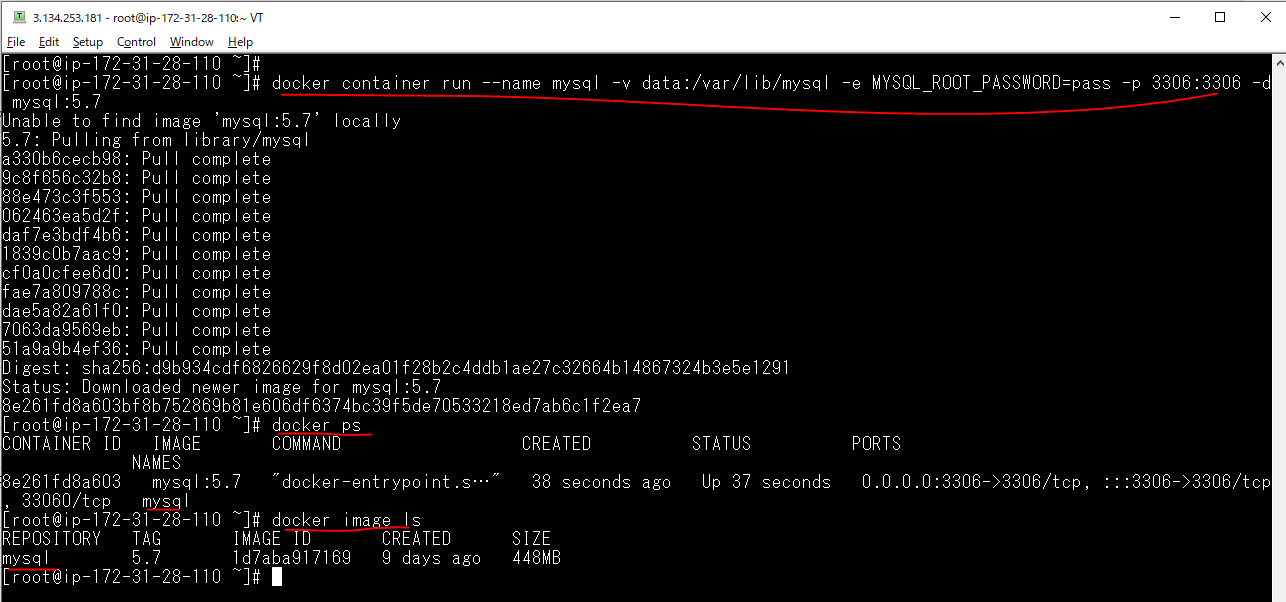 3.134.253.181 - root@ip-172-31-28-110:~ VT
File Edit Setup Control Window Help
[root@ip-172-31-28-110 ~]#
[root@ip-172-31-28-110 ~]# docker container run --name mysql -v data:/var/lib/mysql -e MYSQL_ROOT_PASSWORD=pass -p 3306:3306 -d
mysql:5.7
Unable to find image 'mysql:5.7' locally
5.7: Pulling from library/mysql
a330b6cecb98: Pull complete
9c8f656c32b8: Pull complete
88e473c3f553: Pull complete
062463ea5d2f: Pull complete
daf7e3bdf4b6: Pull complete
1839c0b7aac9: Pull complete
cf0a0cfee6d0: Pull complete
fae7a809788c: Pull complete
dae5a82a61f0: Pull complete
7063da9569eb: Pull complete
51a9a9b4ef36: Pull complete
Digest: sha256:d9b934cdf6826629f8d02ea01f28b2c4ddb1ae27c32664b14867324b3e5e1291
Status: Downloaded newer image for mysql:5.7
8e261fd8a603bf8b752869b81e606df6374bc39f5de70533218ed7ab6c1f2ea7
[root@ip-172-31-28-110 ~]# docker ps
CONTAINER ID IMAGE COMMAND CREATED STATUS PORTS
NAMES
8e261fd8a603 mysql:5.7 "docker-entrypoint.s…" 38 seconds ago Up 37 seconds 0.0.0.0:3306->3306/tcp, :::3306->3306/tcp
, 33060/tcp mysql
[root@ip-172-31-28-110 ~]# docker image ls
REPOSITORY TAG IMAGE ID CREATED SIZE
mysql 5.7 1d7aba917169 9 days ago 448MB
[root@ip-172-31-28-110 ~]#